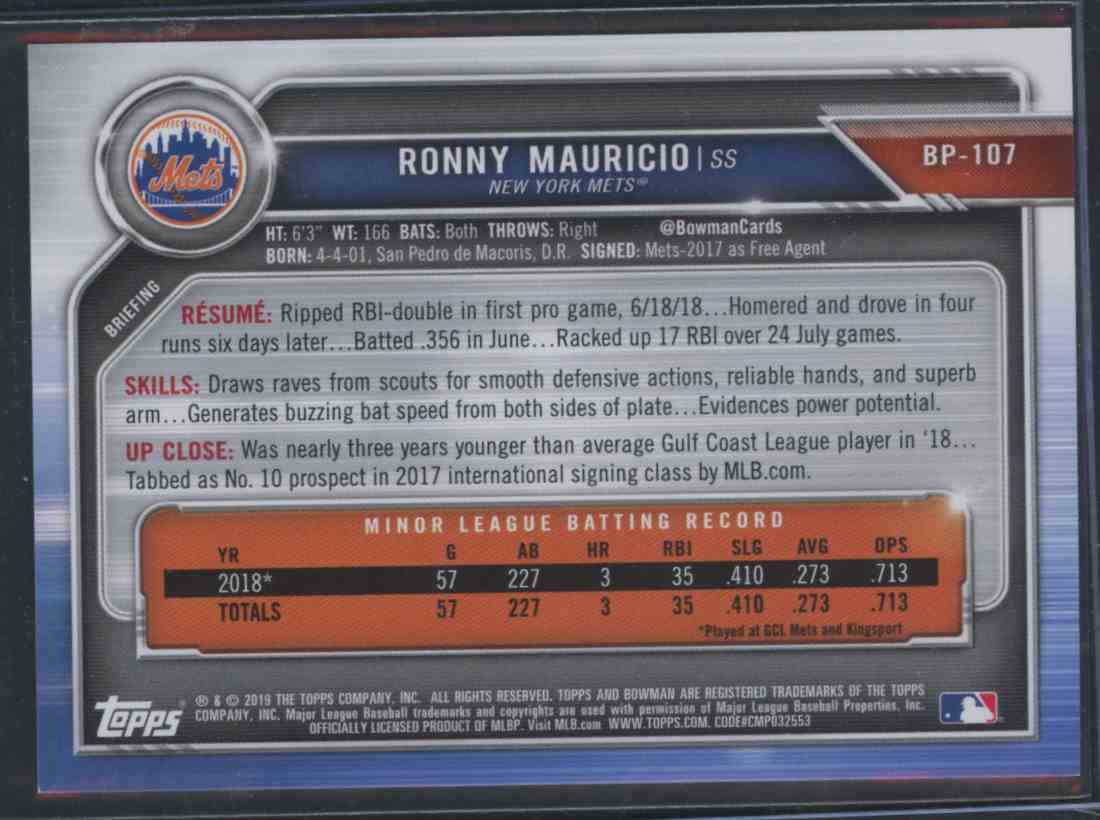 Mets
RONNY MAURICIO | SS
NEW YORK METS®
BP-107
HT: 6'3" WT: 166 BATS: Both THROWS: Right @BowmanCards
BORN: 4-4-01, San Pedro de Macoris, D.R. SIGNED: Mets-2017 as Free Agent
BRIEFING
RÉSUMÉ: Ripped RBI-double in first pro game, 6/18/18...Homered and drove in four
runs six days later...Batted .356 in June...Racked up 17 RBI over 24 July games.
SKILLS: Draws raves from scouts for smooth defensive actions, reliable hands, and superb
arm...Generates buzzing bat speed from both sides of plate...Evidences power potential.
UP CLOSE: Was nearly three years younger than average Gulf Coast League player in '18...
Tabbed as No. 10 prospect in 2017 international signing class by MLB.com.
MINOR LEAGUE BATTING RECORD
YR G AB HR RBI SLG AVG OPS
2018* 57 227 3 35 .410 .273 .713
TOTALS 57 227 3 35 .410 .273 .713
*Played at GCL Mets and Kingsport
topps
® & © 2019 THE TOPPS COMPANY, INC. ALL RIGHTS RESERVED. TOPPS AND BOWMAN ARE REGISTERED TRADEMARKS OF THE TOPPS
COMPANY, INC. Major League Baseball trademarks and copyrights are used with permission of Major League Baseball Properties, Inc.
OFFICIALLY LICENSED PRODUCT OF MLBP. Visit MLB.com WWW.TOPPS.COM. CODE#CMP032553